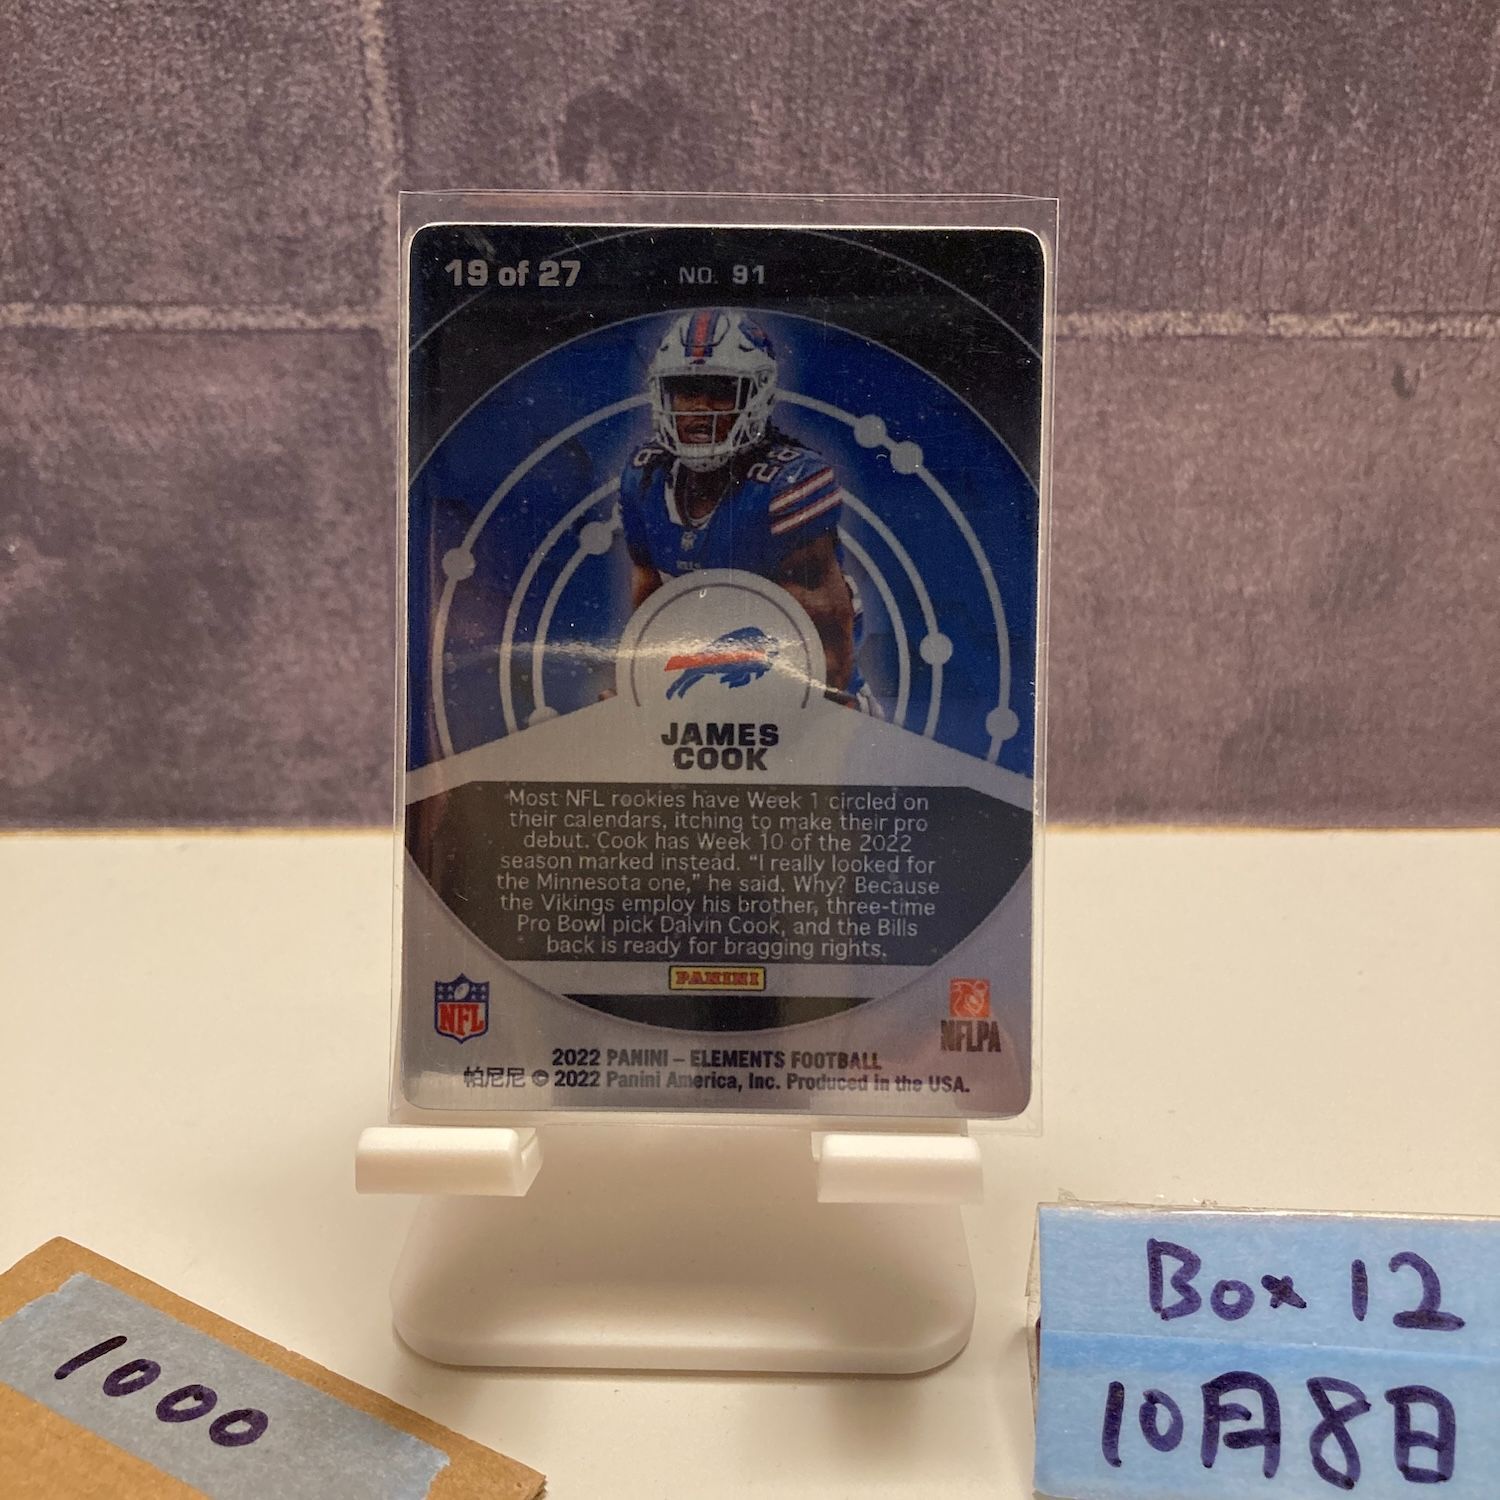 19 of 27 NO. 91
28
BILLS
JAMES
COOK
Most NFL rookies have Week 1 circled on
their calendars, itching to make their pro
debut. Cook has Week 10 of the 2022
season marked instead. “I really looked for
the Minnesota one,” he said. Why? Because
the Vikings employ his brother, three-time
Pro Bowl pick Dalvin Cook, and the Bills
back is ready for bragging rights.
PANINI
NFL
NFLPA
2022 PANINI – ELEMENTS FOOTBALL
帕尼尼 © 2022 Panini America, Inc. Produced in the USA.
1000
Box 12
10月8日